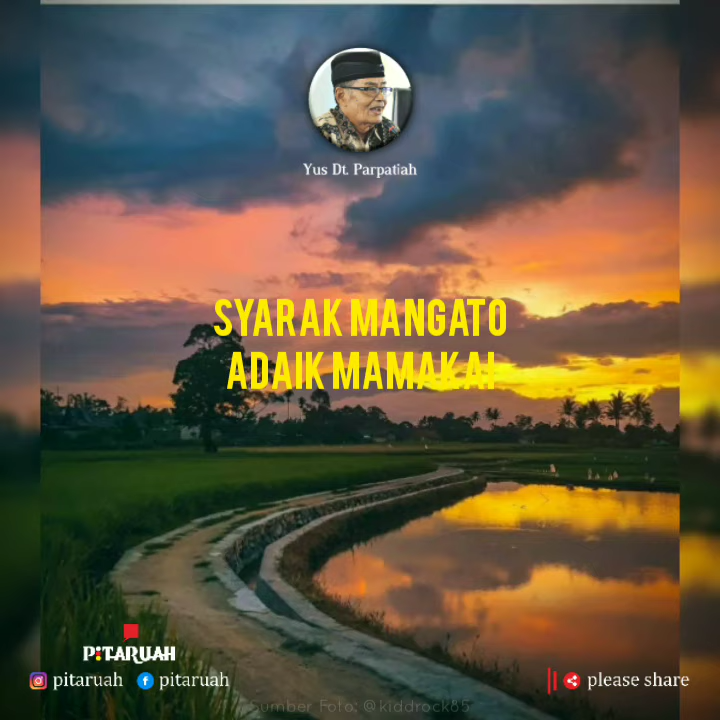 Yus Dt. Parpatiah
SYARAK MANGATO
ADAIK MAMAKAI
PiTARUAH
pitaruah pitaruah please share
Sumber Foto: @kiddrock85